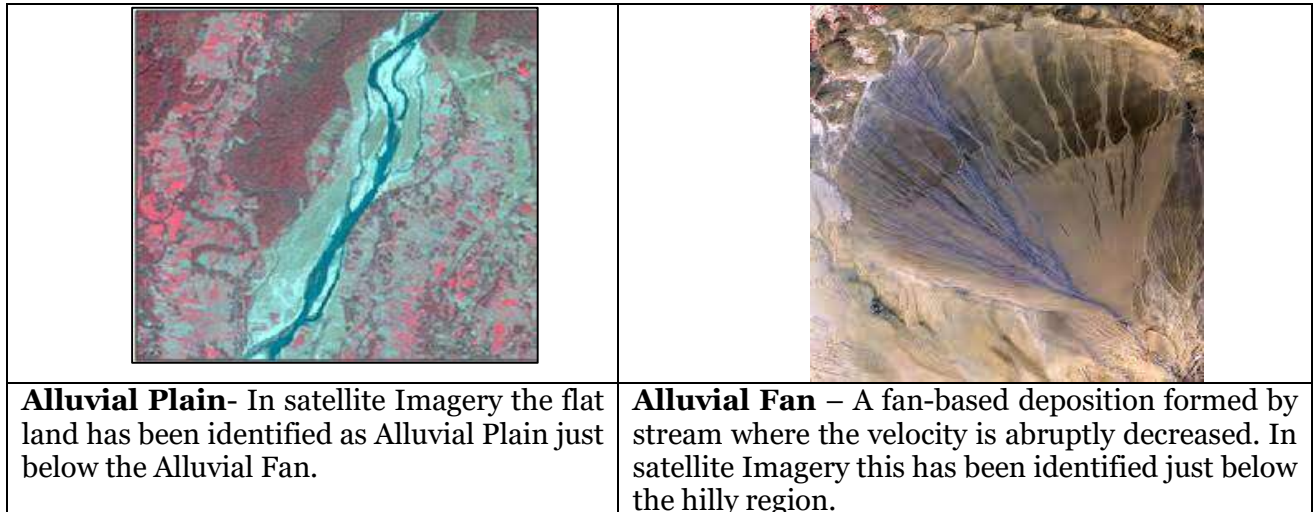 Alluvial Plain- In satellite Imagery the flat
land has been identified as Alluvial Plain just
below the Alluvial Fan.
Alluvial Fan – A fan-based deposition formed by
stream where the velocity is abruptly decreased. In
satellite Imagery this has been identified just below
the hilly region.